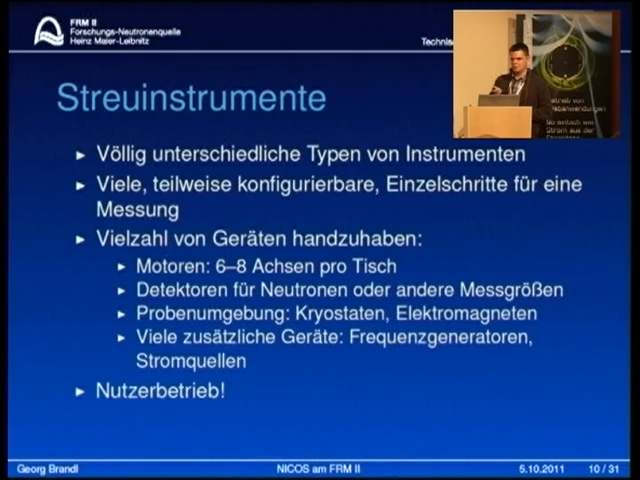 FRM II
Forschungs-Neutronenquelle
Heinz Maier-Leibnitz
Technisc
Streuinstrumente
▸ Völlig unterschiedliche Typen von Instrumenten
▸ Viele, teilweise konfigurierbare, Einzelschritte für eine
Messung
▸ Vielzahl von Geräten handzuhaben:
▸ Motoren: 6–8 Achsen pro Tisch
▸ Detektoren für Neutronen oder andere Messgrößen
▸ Probenumgebung: Kryostaten, Elektromagneten
▸ Viele zusätzliche Geräte: Frequenzgeneratoren,
Stromquellen
▸ Nutzerbetrieb!
Georg Brandl
NICOS am FRM II
5.10.2011
10 / 31